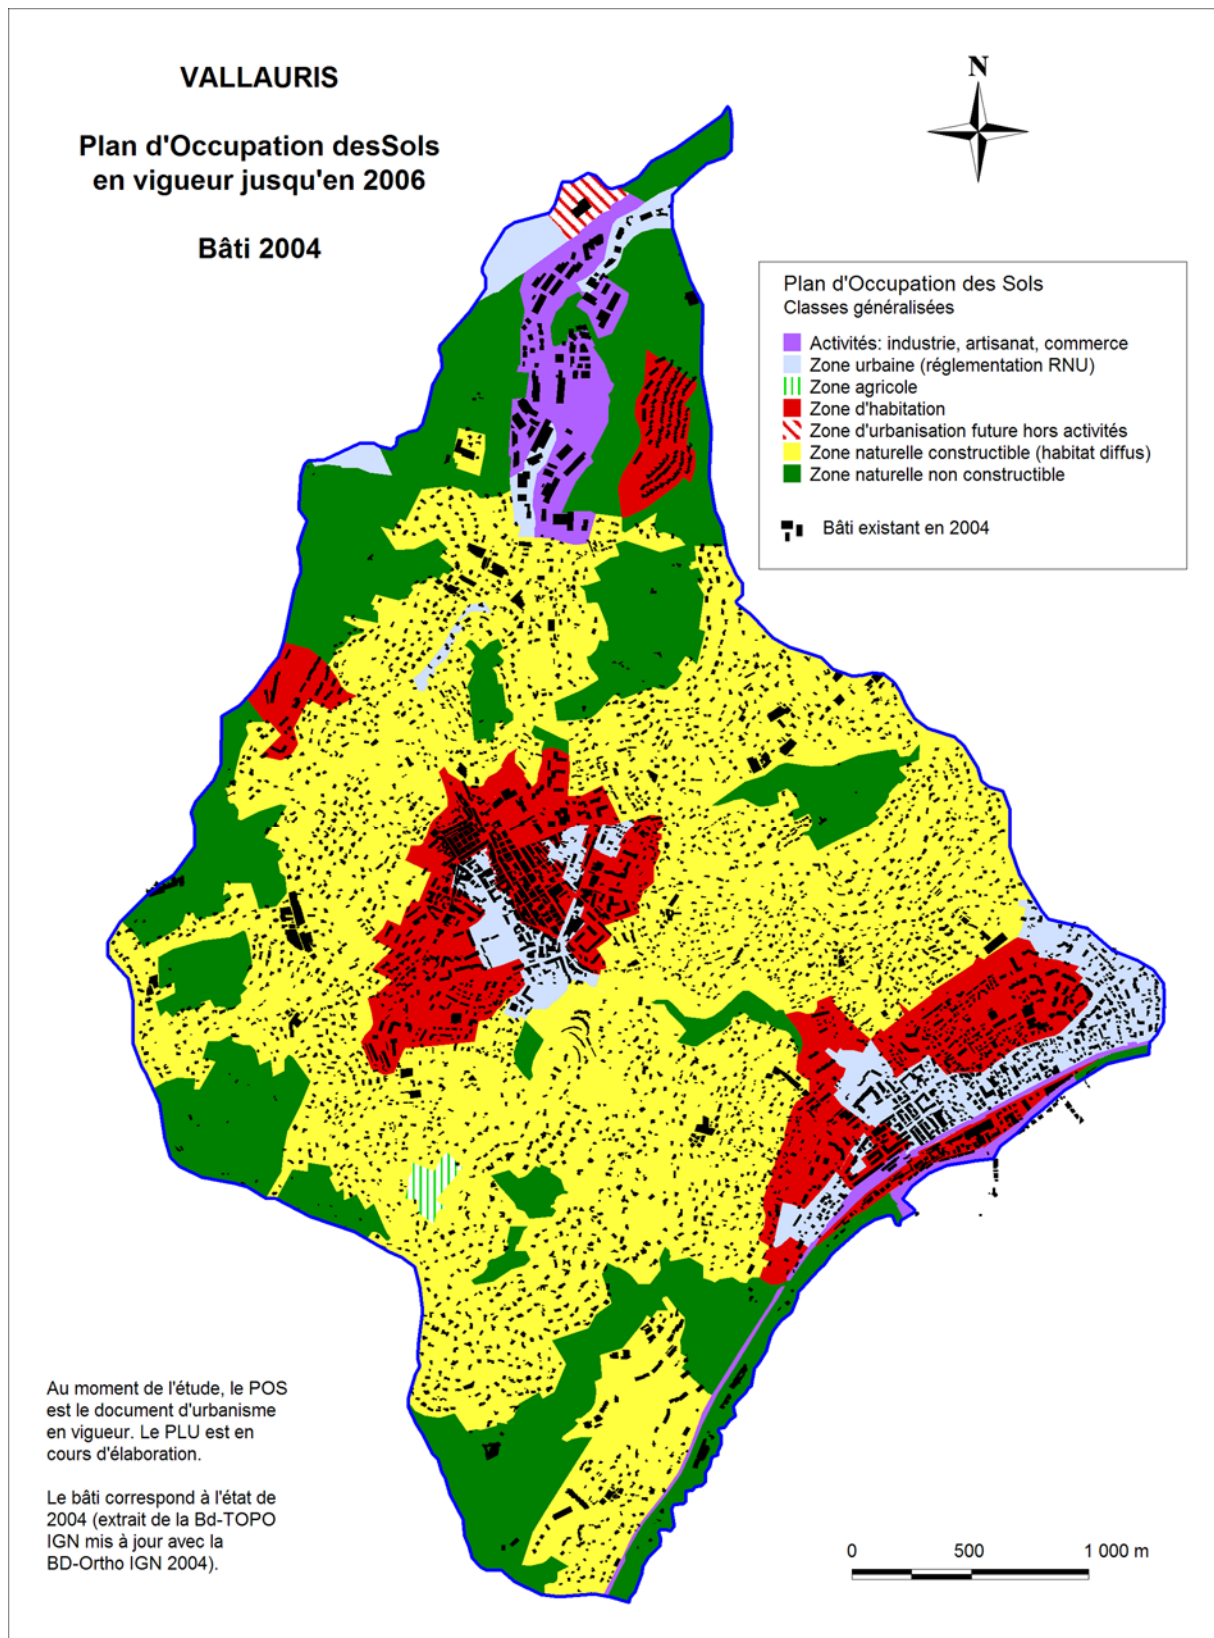 VALLAURIS
Plan d'Occupation desSols
en vigueur jusqu'en 2006
Bâti 2004
N
Plan d'Occupation des Sols
Classes généralisées
Activités: industrie, artisanat, commerce
Zone urbaine (réglementation RNU)
Zone agricole
Zone d'habitation
Zone d'urbanisation future hors activités
Zone naturelle constructible (habitat diffus)
Zone naturelle non constructible
Bâti existant en 2004
Au moment de l'étude, le POS
est le document d'urbanisme
en vigueur. Le PLU est en
cours d'élaboration.
Le bâti correspond à l'état de
2004 (extrait de la Bd-TOPO
IGN mis à jour avec la
BD-Ortho IGN 2004).
0 500 1 000 m